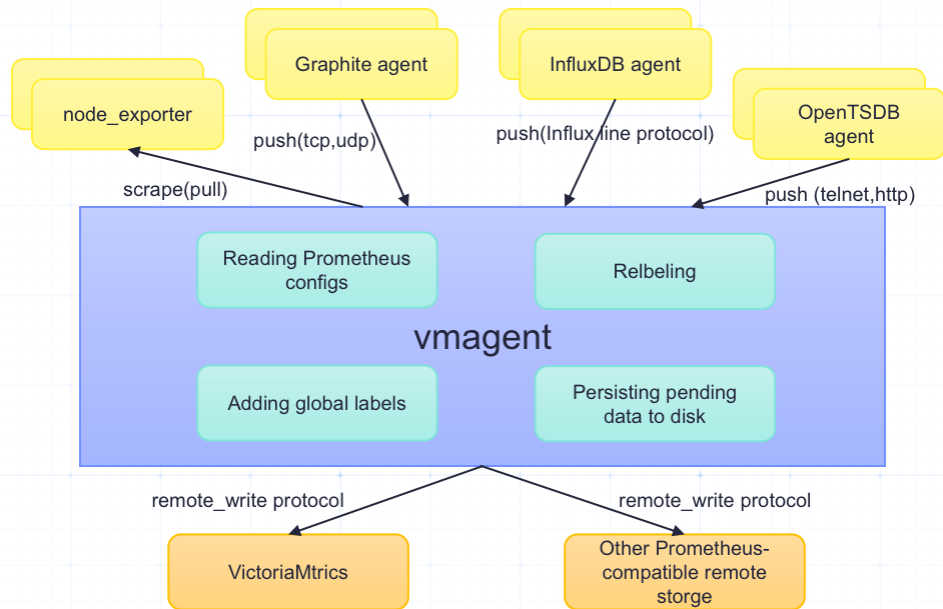 Graphite agent
InfluxDB agent
node_exporter
OpenTSDB
agent
push(tcp,udp)
push(Influx line protocol)
scrape(pull)
push (telnet,http)
Reading Prometheus
configs
Relbeling
vmagent
Adding global labels
Persisting pending
data to disk
remote_write protocol
remote_write protocol
VictoriaMtrics
Other Prometheus-
compatible remote
storge